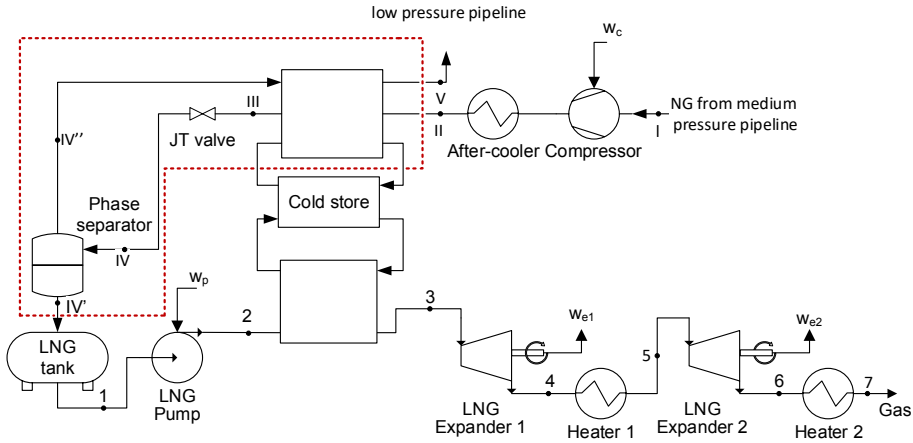 low pressure pipeline
w_c
III
V
II
I
NG from medium
pressure pipeline
JT valve
After-cooler
Compressor
IV''
Phase
separator
Cold store
IV
IV'
w_p
LNG
tank
1
2
LNG
Pump
3
w_e1
w_e2
5
4
6
7
LNG
Expander 1
Heater 1
LNG
Expander 2
Heater 2
Gas